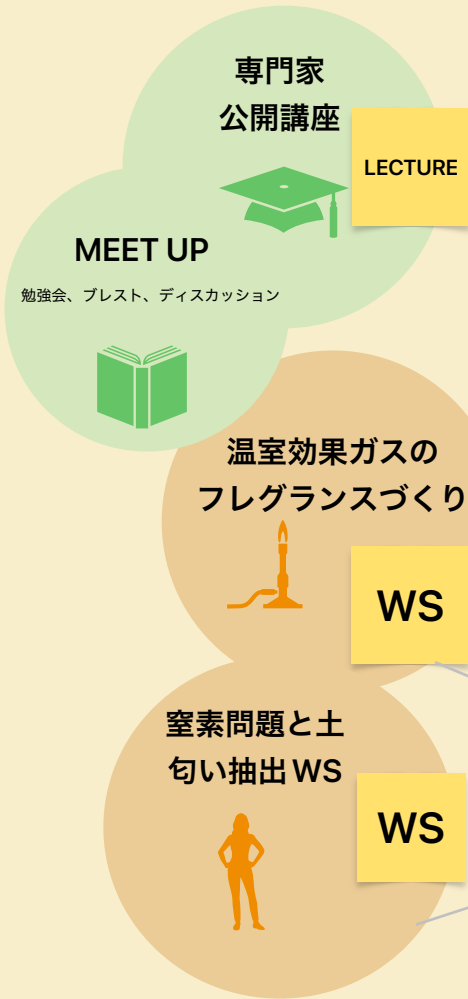 専門家
公開講座
LECTURE
MEET UP
勉強会、ブレスト、ディスカッション
温室効果ガスの
フレグランスづくり
WS
窒素問題と土
匂い抽出WS
WS